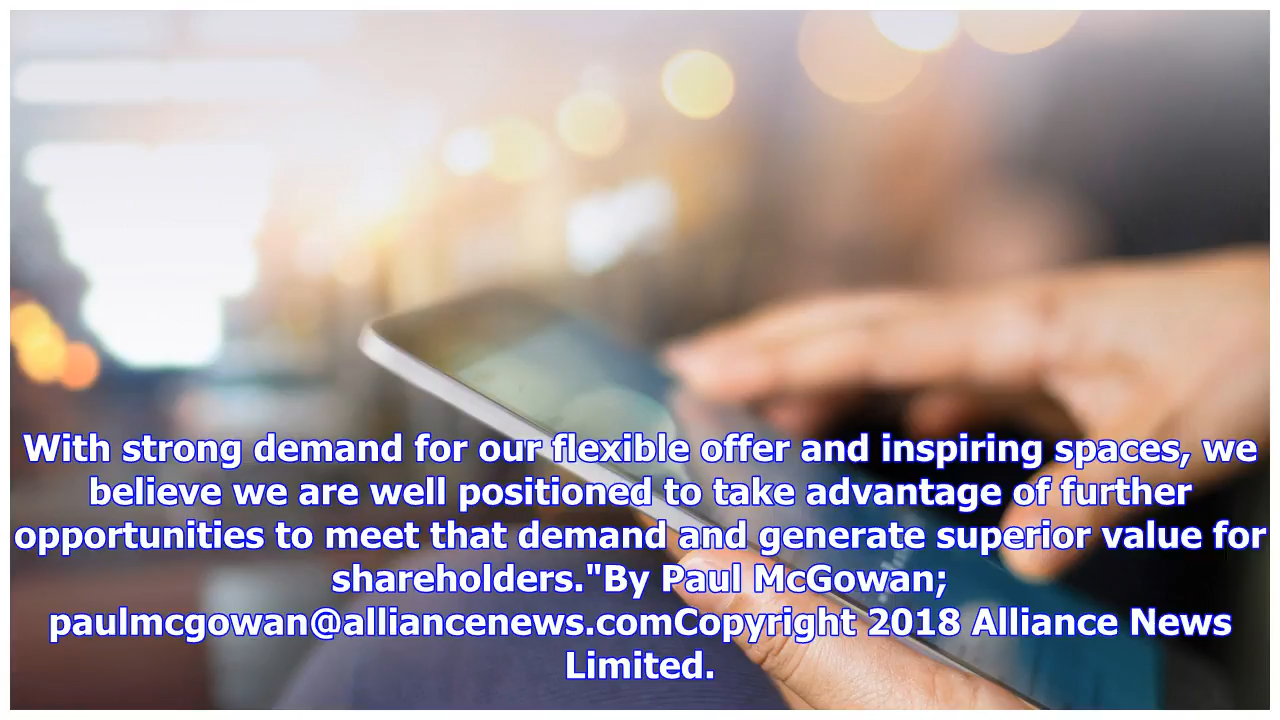 With strong demand for our flexible offer and inspiring spaces, we
believe we are well positioned to take advantage of further
opportunities to meet that demand and generate superior value for
shareholders."By Paul McGowan;
paulmcgowan@alliancenews.comCopyright 2018 Alliance News
Limited.